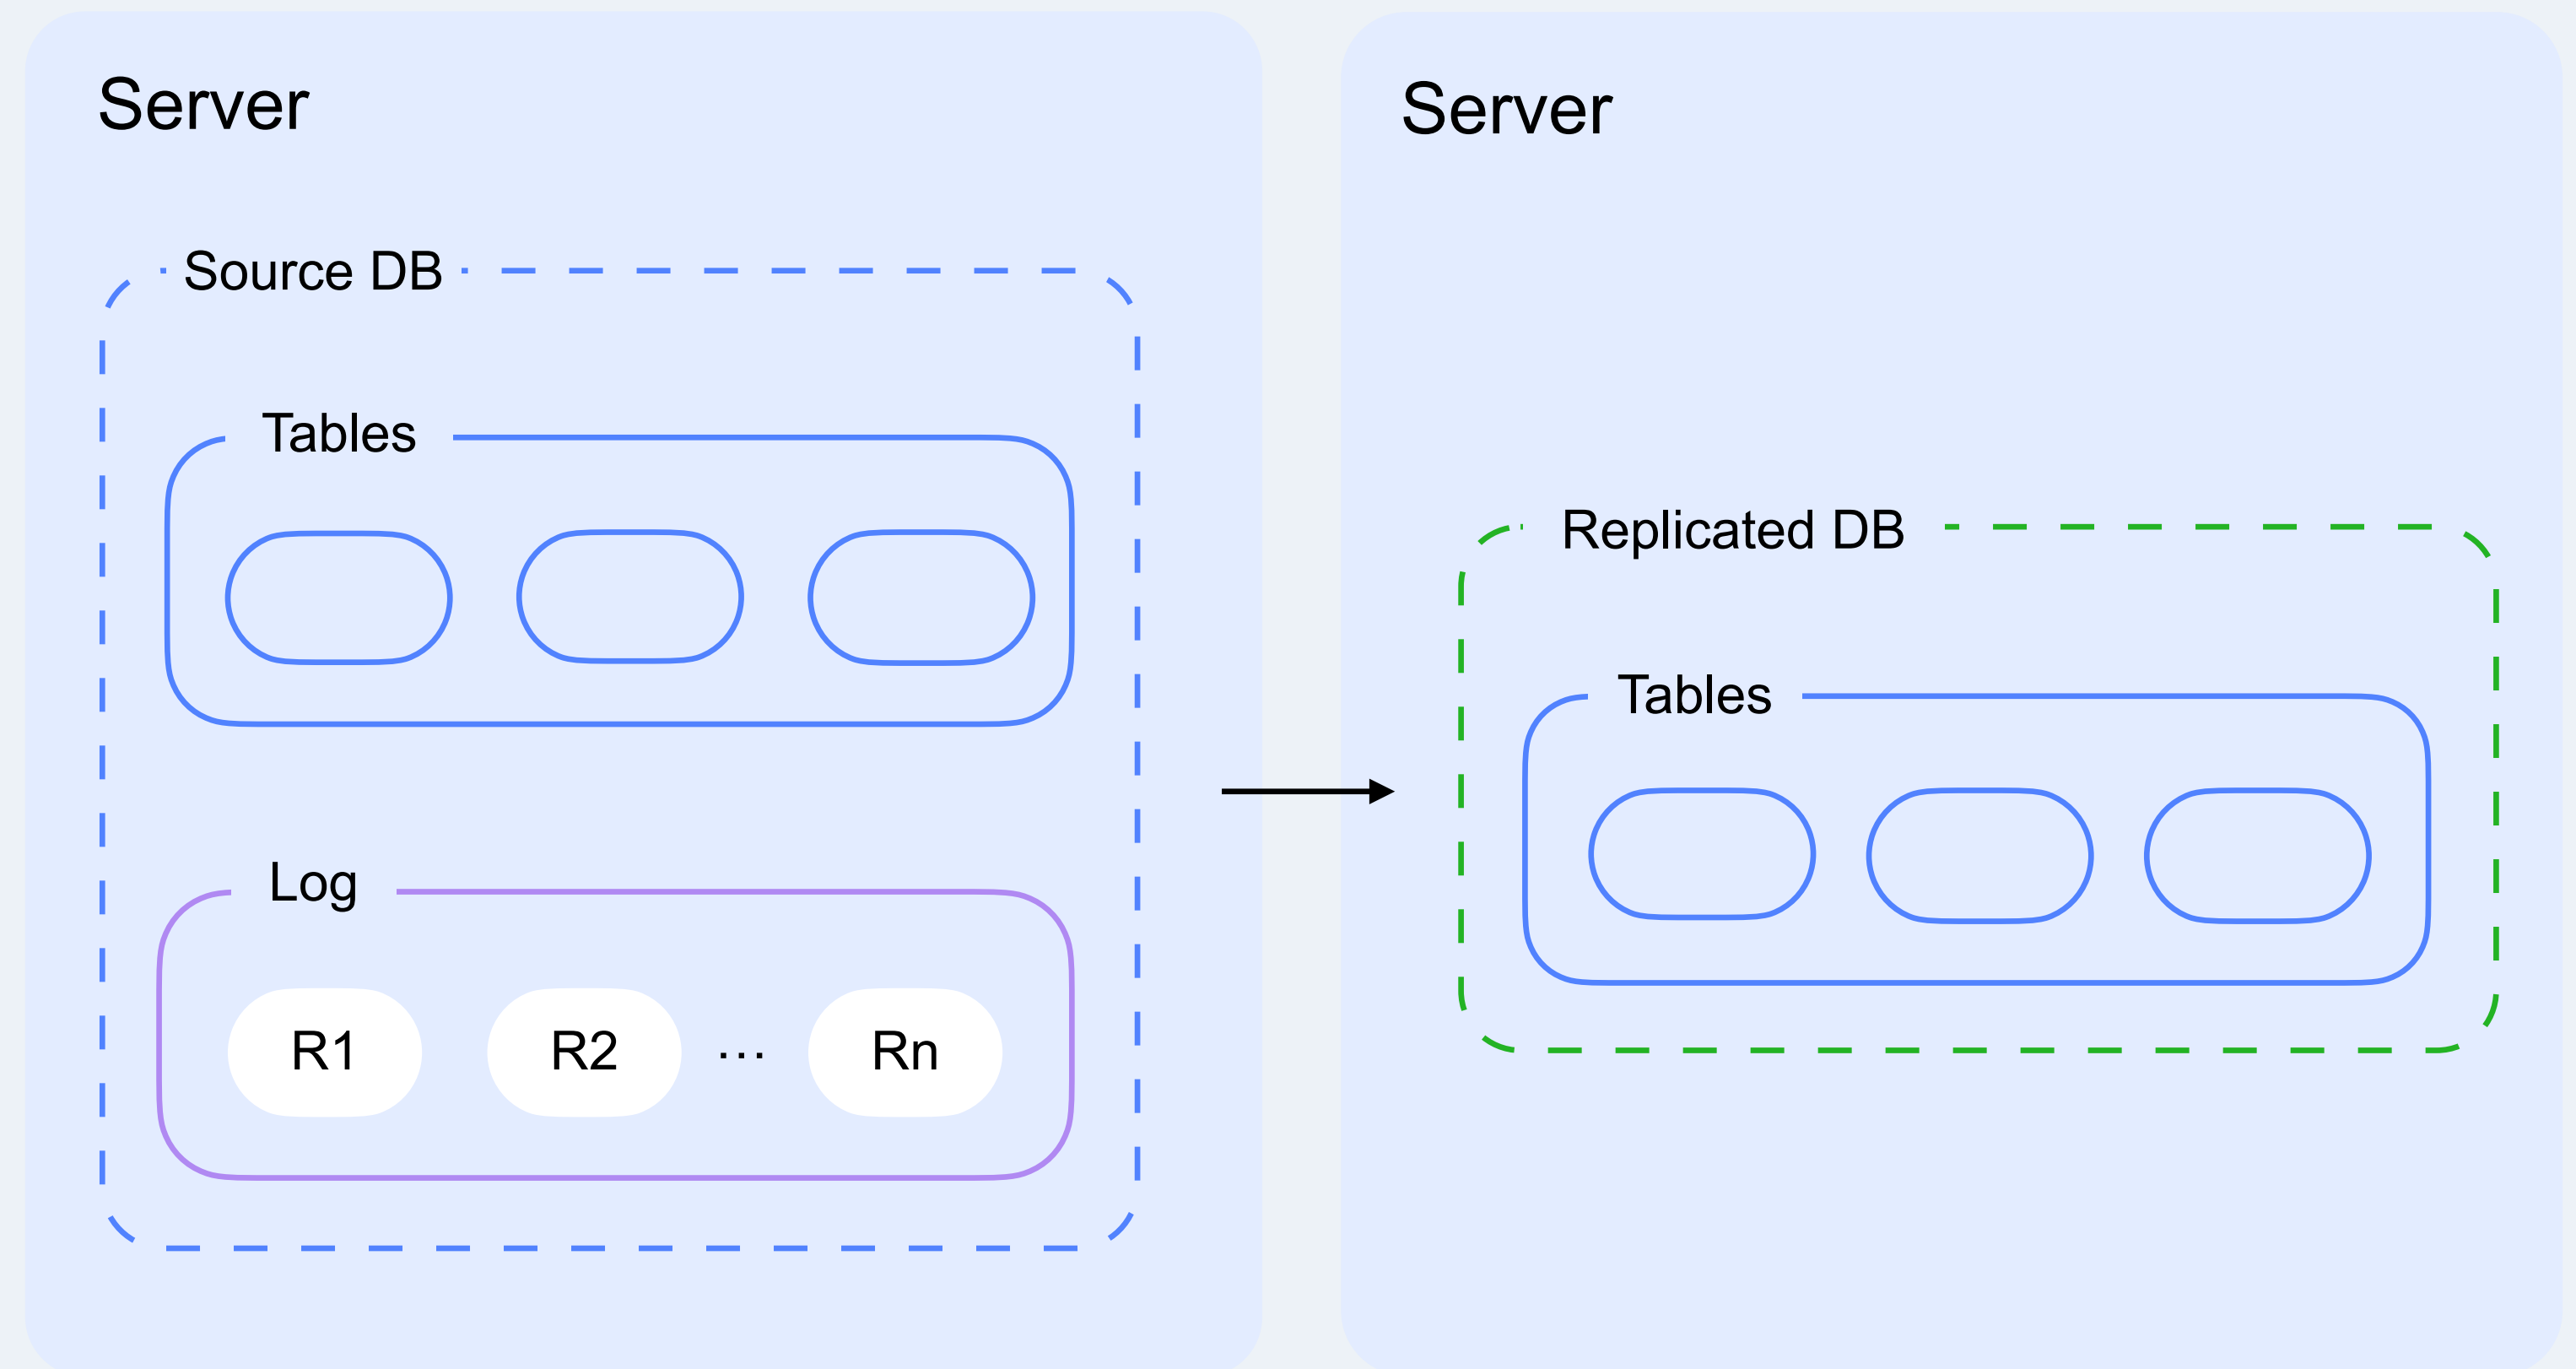 Server
Source DB
Tables
Log
R1
R2
...
Rn
Server
Replicated DB
Tables